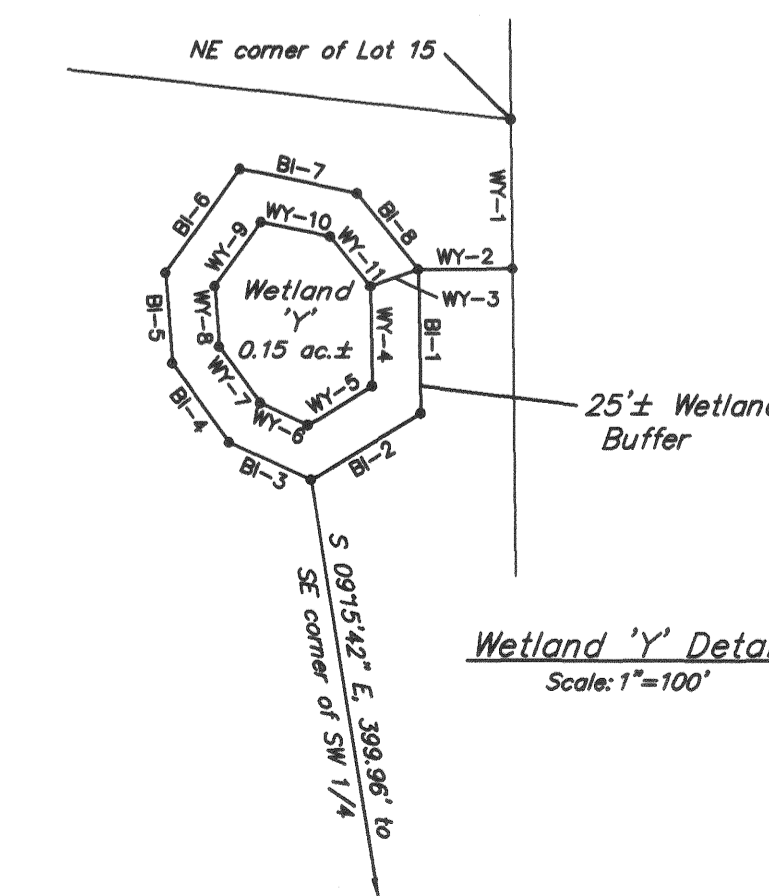 NE corner of Lot 15
WY-1
BI-7
BI-6
BI-8
WY-10
WY-9
WY-11
WY-2
WY-3
Wetland
'Y'
0.15 ac.±
BI-5
WY-8
WY-4
BI-1
WY-7
WY-5
WY-6
BI-4
BI-3
BI-2
25'± Wetland
Buffer
S 09°15'42" E, 399.96' to
SE corner of SW 1/4
Wetland 'Y' Deta
Scale: 1"=100'